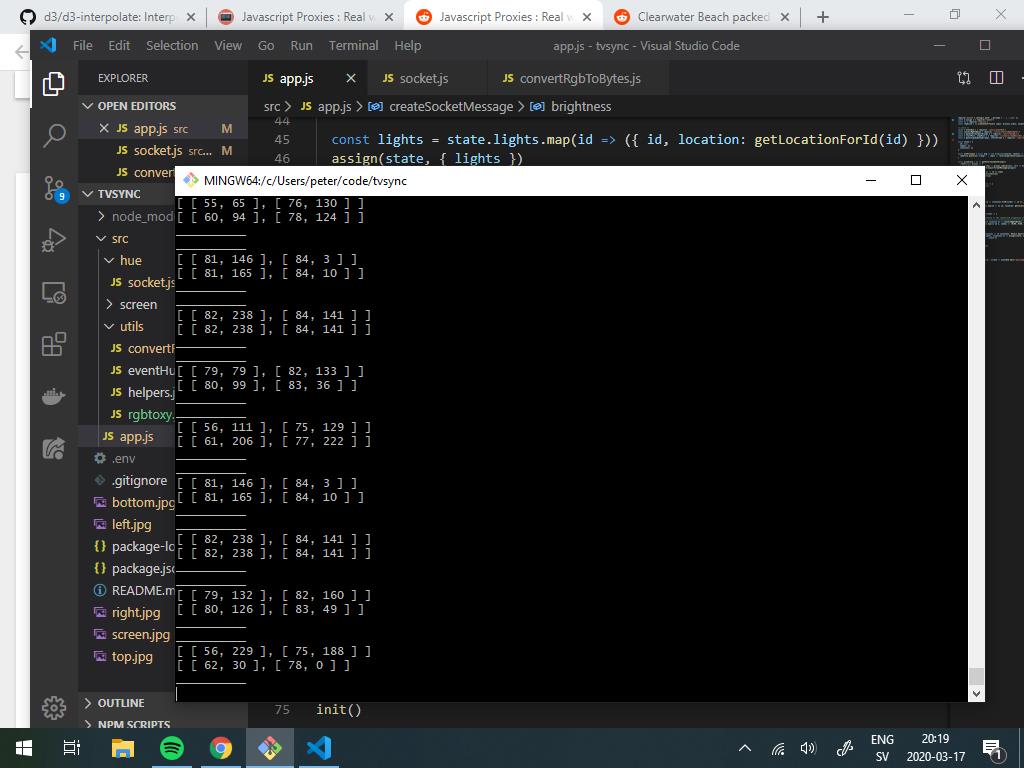 d3/d3-interpolate: Interp
Javascript Proxies : Real w
Javascript Proxies : Real w
Clearwater Beach packed
File Edit Selection View Go Run Terminal Help
app.js - tvsync - Visual Studio Code
EXPLORER
JS app.js
JS socket.js
JS convertRgbToBytes.js
OPEN EDITORS
src > JS app.js > createSocketMessage > brightness
JS app.js src M
JS socket.js src... M
conver
TVSYNC
node_mod
src
hue
JS socket.js
screen
utils
JS convert
JS eventHu
JS helpers.j
JS rgbtoxy.
JS app.js
.env
.gitignore
bottom.jpg
left.jpg
{} package-lo
{} package.jso
README.m
right.jpg
screen.jpg
top.jpg
OUTLINE
NPM SCRIPTS
9
44
45 const lights = state.lights.map(id => ({ id, location: getLocationForId(id) }))
46 assign(state, { lights })
MINGW64:/c/Users/peter/code/tvsync
[ [ 55, 65 ], [ 76, 130 ] ]
[ [ 60, 94 ], [ 78, 124 ] ]
__________
__________
[ [ 81, 146 ], [ 84, 3 ] ]
[ [ 81, 165 ], [ 84, 10 ] ]
__________
__________
[ [ 82, 238 ], [ 84, 141 ] ]
[ [ 82, 238 ], [ 84, 141 ] ]
__________
__________
[ [ 79, 79 ], [ 82, 133 ] ]
[ [ 80, 99 ], [ 83, 36 ] ]
__________
__________
[ [ 56, 111 ], [ 75, 129 ] ]
[ [ 61, 206 ], [ 77, 222 ] ]
__________
__________
[ [ 81, 146 ], [ 84, 3 ] ]
[ [ 81, 165 ], [ 84, 10 ] ]
__________
__________
[ [ 82, 238 ], [ 84, 141 ] ]
[ [ 82, 238 ], [ 84, 141 ] ]
__________
__________
[ [ 79, 132 ], [ 82, 160 ] ]
[ [ 80, 126 ], [ 83, 49 ] ]
__________
__________
[ [ 56, 229 ], [ 75, 188 ] ]
[ [ 62, 30 ], [ 78, 0 ] ]
__________
75 init()
ENG
SV
20:19
2020-03-17
1